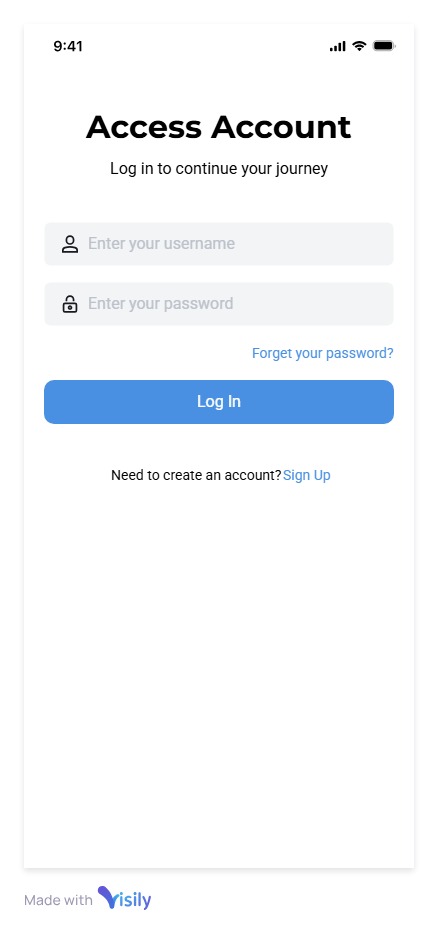 9:41
Access Account
Log in to continue your journey
Enter your username
Enter your password
Forget your password?
Log In
Need to create an account? Sign Up
Made with Visily